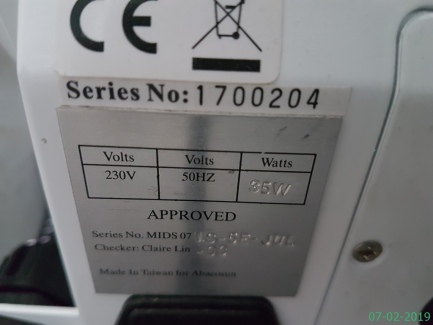 CE
Series No: 1700204
Volts Volts Watts
230V 50HZ 35W
APPROVED
Series No. MIDS 07
Checker: Claire Lin
Made In Taiwan for Abacosun
07-02-2019